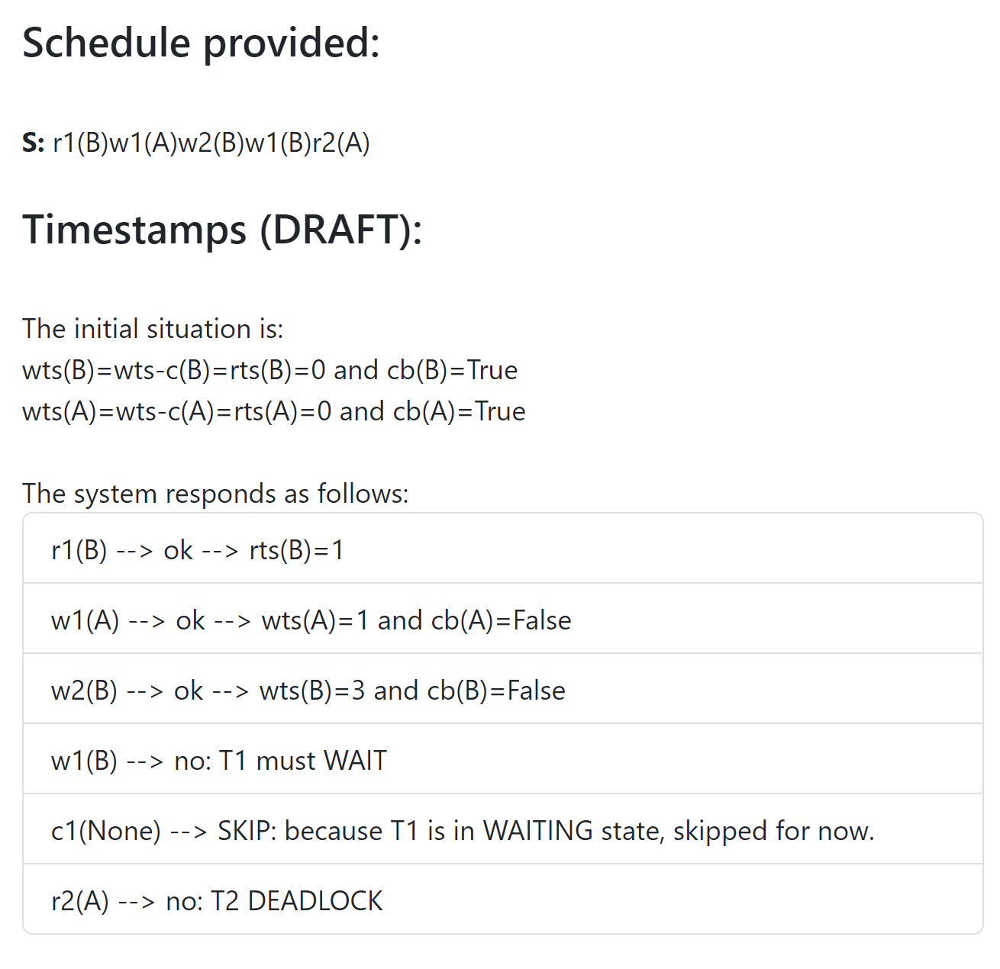 Schedule provided:
S: r1(B)w1(A)w2(B)w1(B)r2(A)
Timestamps (DRAFT):
The initial situation is:
wts(B)=wts-c(B)=rts(B)=0 and cb(B)=True
wts(A)=wts-c(A)=rts(A)=0 and cb(A)=True
The system responds as follows:
r1(B) --> ok --> rts(B)=1
w1(A) --> ok --> wts(A)=1 and cb(A)=False
w2(B) --> ok --> wts(B)=3 and cb(B)=False
w1(B) --> no: T1 must WAIT
c1(None) --> SKIP: because T1 is in WAITING state, skipped for now.
r2(A) --> no: T2 DEADLOCK